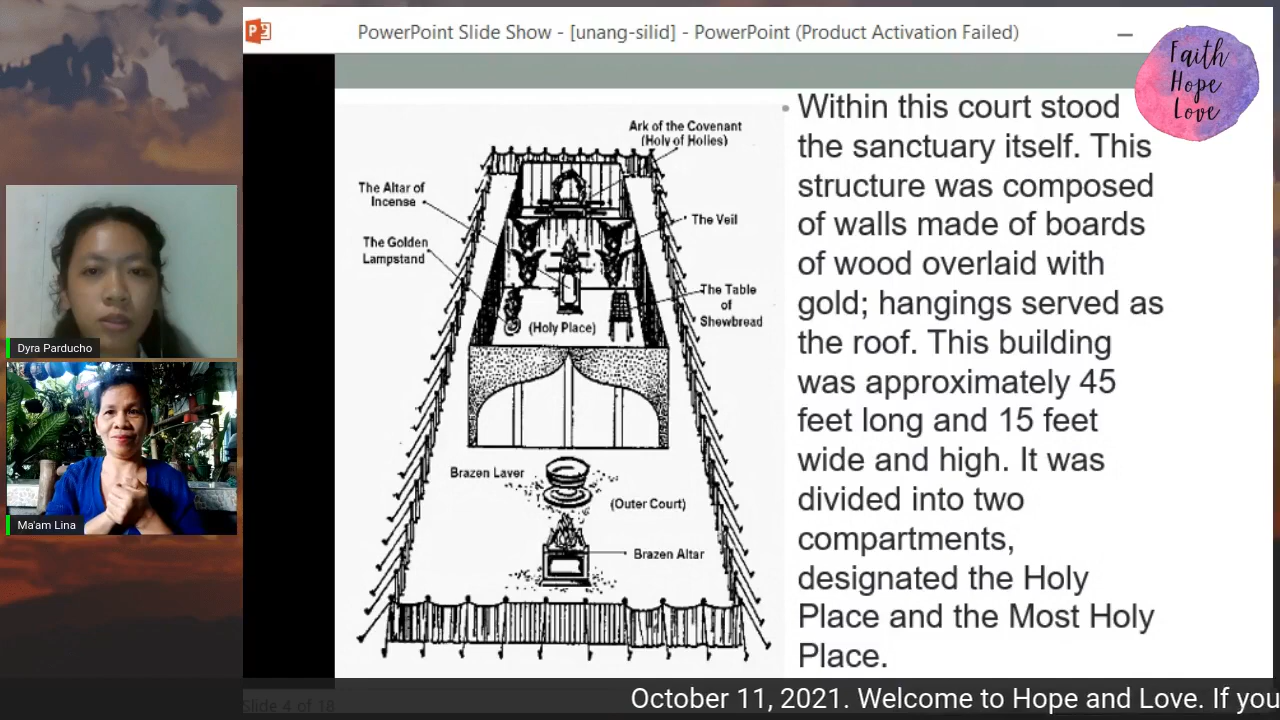 PowerPoint Slide Show - [unang-silid] - PowerPoint (Product Activation Failed)
Faith
Hope
Love
Ark of the Covenant
(Holy of Holies)
The Altar of
Incense
The Veil
The Golden
Lampstand
The Table
of
Shewbread
(Holy Place)
Brazen Laver
(Outer Court)
Brazen Altar
• Within this court stood
the sanctuary itself. This
structure was composed
of walls made of boards
of wood overlaid with
gold; hangings served as
the roof. This building
was approximately 45
feet long and 15 feet
wide and high. It was
divided into two
compartments,
designated the Holy
Place and the Most Holy
Place.
Dyra Parducho
Ma'am Lina
Slide 4 of 18
October 11, 2021. Welcome to Hope and Love. If you